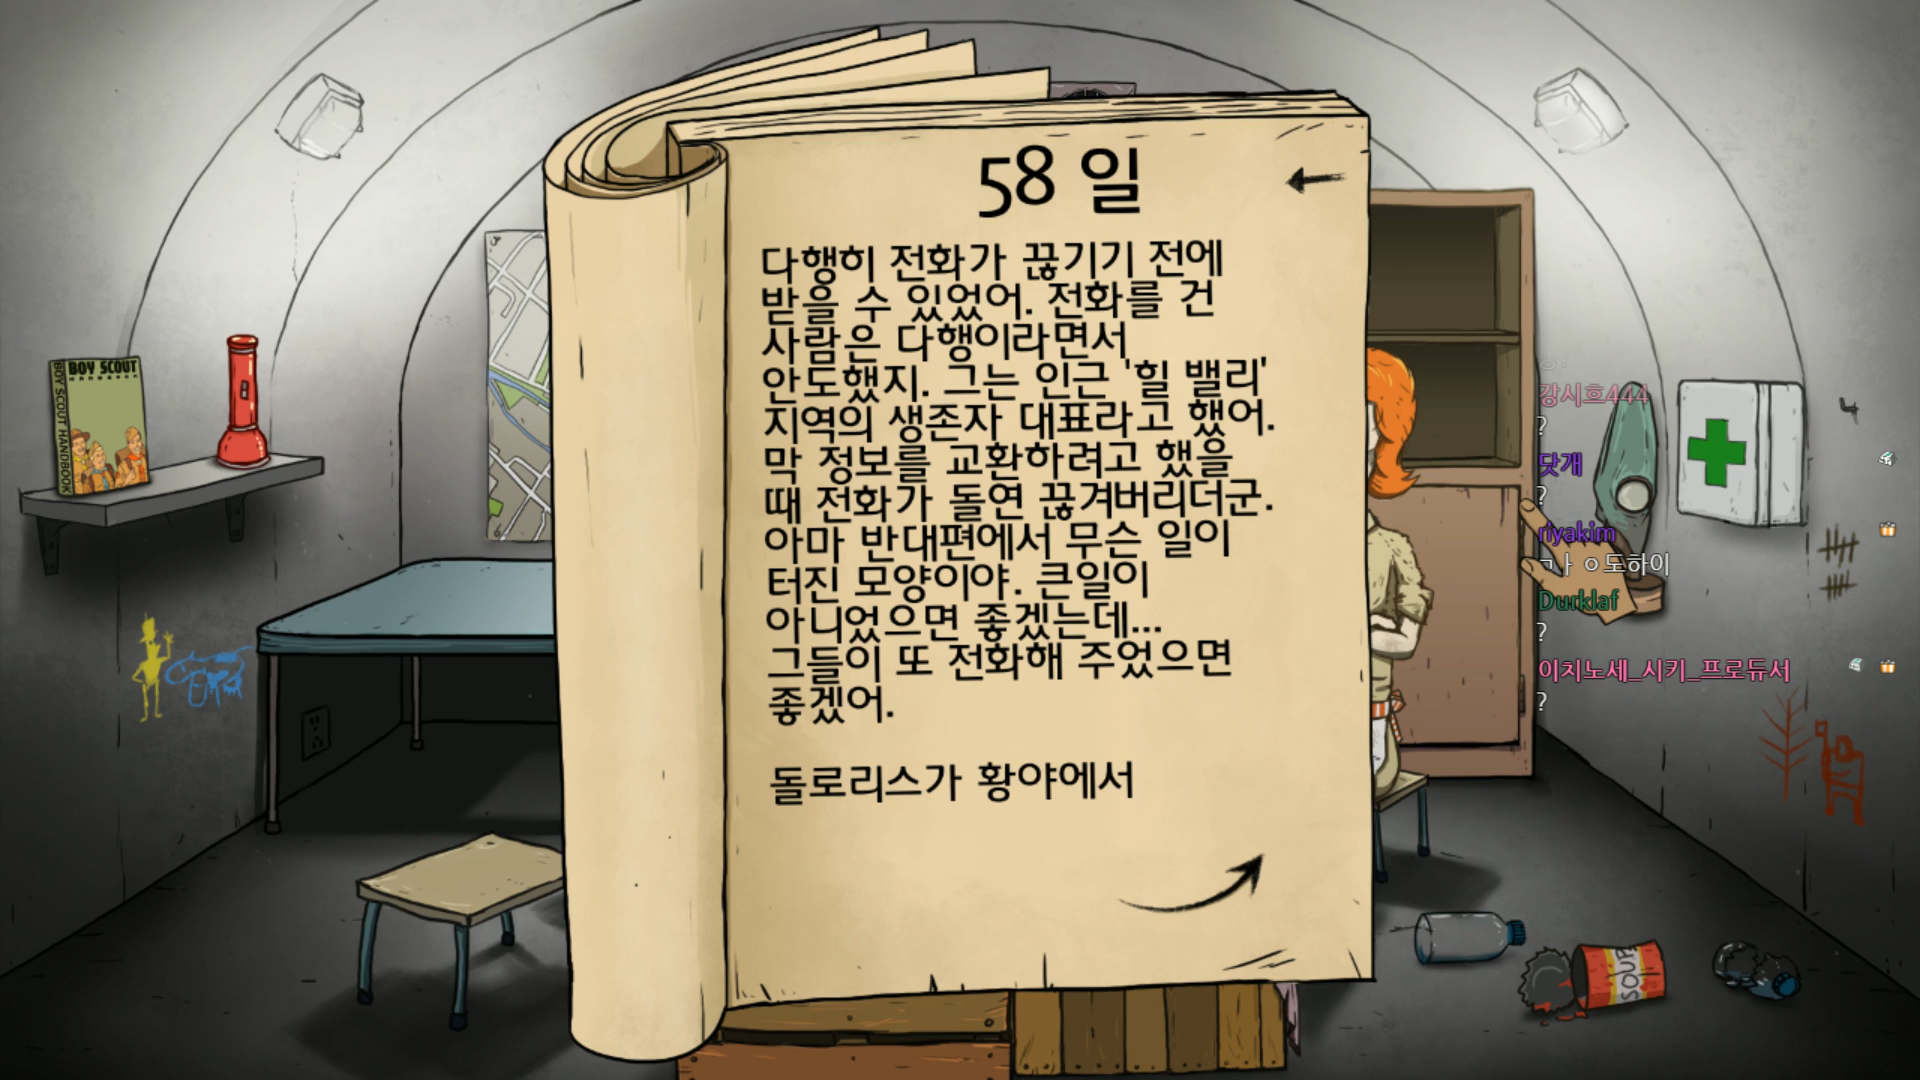 58 일
다행히 전화가 끊기기 전에
받을 수 있었어. 전화를 건
사람은 다행이라면서
안도했지. 그는 인근 '힐 밸리'
지역의 생존자 대표라고 했어.
막 정보를 교환하려고 했을
때 전화가 돌연 끊겨버리더군.
아마 반대편에서 무슨 일이
터진 모양이야. 큰일이
아니었으면 좋겠는데...
그들이 또 전화해 주었으면
좋겠어.
돌로리스가 황야에서
BOY SCOUT
HANDBOOK
BOY SCOUT HANDBOOK
강시흐444
?
닷개
?
riyakim
ㄱㅏㅇ도하이
Durklaf
?
이치노세_시키_프로듀서
?
SOUP